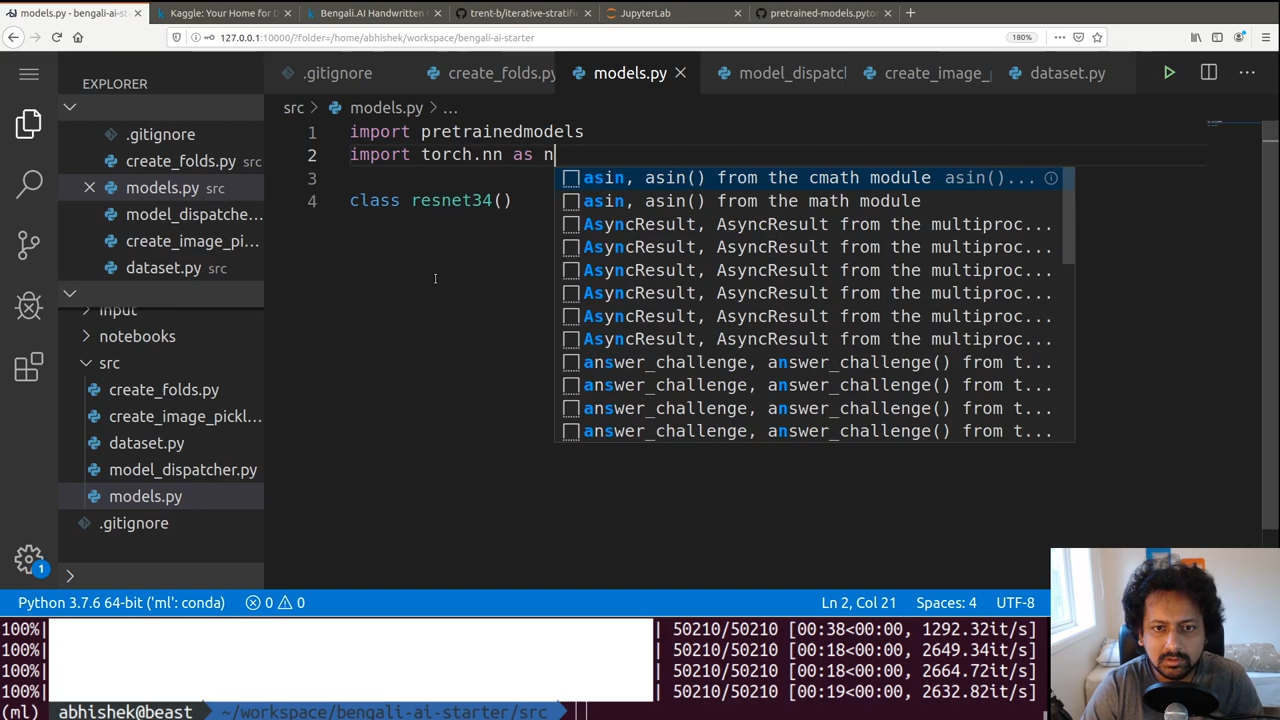 models.py - bengali-ai-st
Kaggle: Your Home for D
Bengali.AI Handwritten
trent-b/iterative-stratifi
JupyterLab
pretrained-models.pytor
127.0.0.1:10000/?folder=/home/abhishek/workspace/bengali-ai-starter
180%
EXPLORER
.gitignore
create_folds.py
models.py
model_dispatc
create_image_
dataset.py
.gitignore
create_folds.py src
models.py src
model_dispatche...
create_image_pi...
dataset.py src
input
notebooks
src
create_folds.py
create_image_pickl...
dataset.py
model_dispatcher.py
models.py
.gitignore
src > models.py > ...
1 import pretrainedmodels
2 import torch.nn as n
3
4 class resnet34()
asin, asin() from the cmath module asin()...
asin, asin() from the math module
AsyncResult, AsyncResult from the multiproc...
AsyncResult, AsyncResult from the multiproc...
AsyncResult, AsyncResult from the multiproc...
AsyncResult, AsyncResult from the multiproc...
AsyncResult, AsyncResult from the multiproc...
AsyncResult, AsyncResult from the multiproc...
answer_challenge, answer_challenge() from t...
answer_challenge, answer_challenge() from t...
answer_challenge, answer_challenge() from t...
answer_challenge, answer_challenge() from t...
1
Python 3.7.6 64-bit ('ml': conda) 0 0 Ln 2, Col 21 Spaces: 4 UTF-8
100%| | 50210/50210 [00:38<00:00, 1292.32it/s]
100%| | 50210/50210 [00:18<00:00, 2649.34it/s]
100%| | 50210/50210 [00:18<00:00, 2664.72it/s]
100%| | 50210/50210 [00:19<00:00, 2632.82it/s]
(ml) abhishek@beast ~/workspace/bengali-ai-starter/src